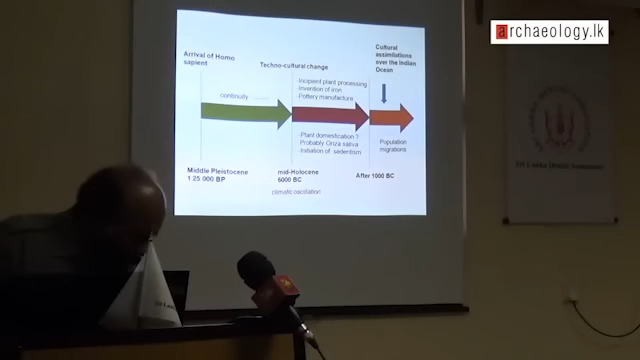 archaeology.lk
Arrival of Homo
sapient
Techno-cultural change
Cultural
assimilations
over the Indian
Ocean
continuity
-Incipient plant processing
-Invention of iron
-Pottery manufacture
-Plant domestication ?
Probably Oriza sativa
-Initiation of sedentism
Population
migrations
Middle Pleistocene
1 25 000 BP
mid-Holocene
6000 BC
After 1000 BC
climatic oscillation